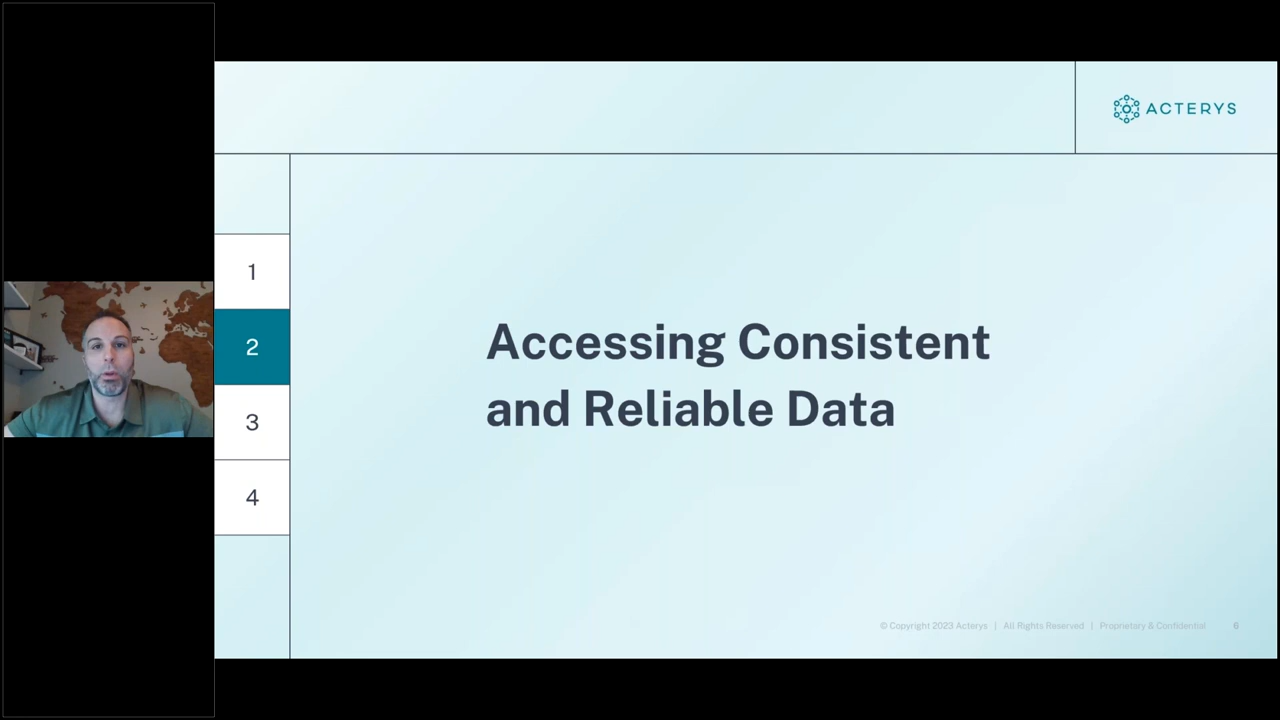 ACTERYS
1
2
3
4
Accessing Consistent
and Reliable Data
© Copyright 2023 Acterys | All Rights Reserved | Proprietary & Confidential 6